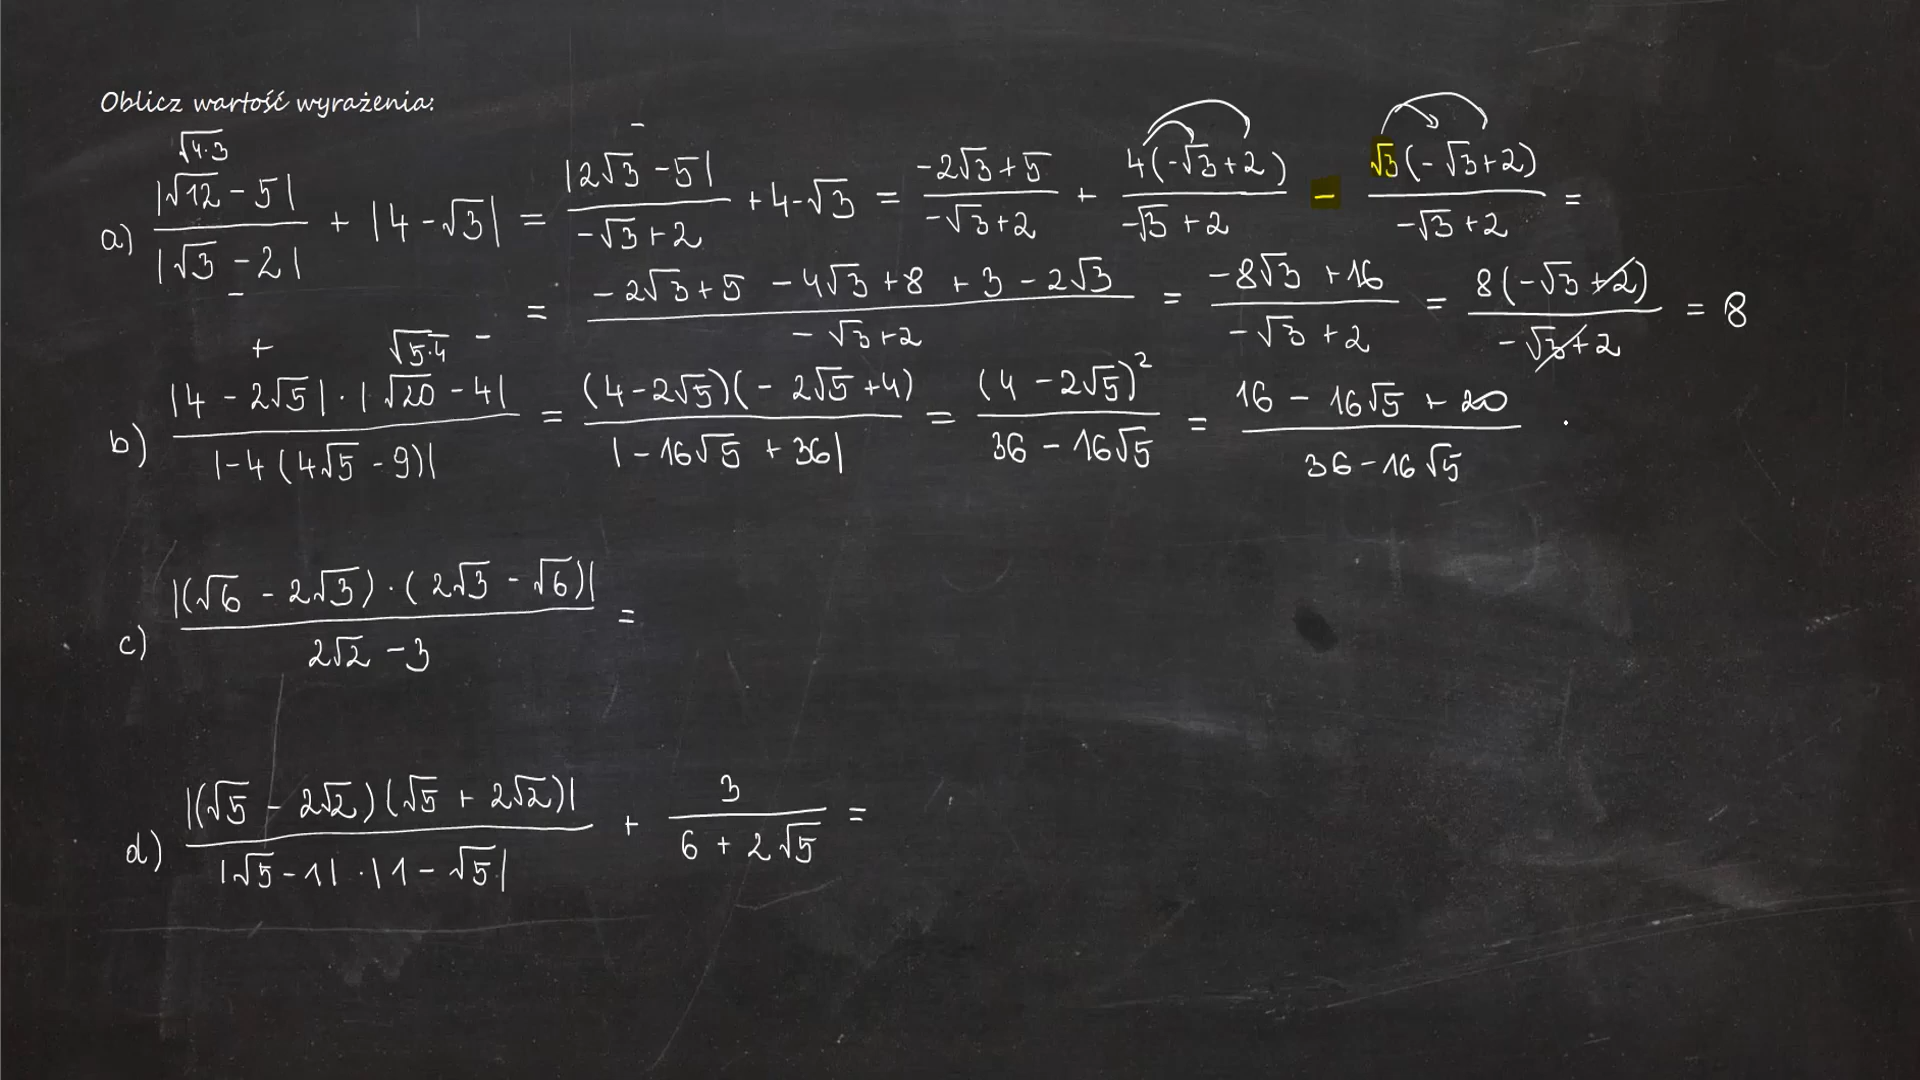 Oblicz wartość wyrażenia:
√4·3
a) |√12 - 5| / |√3 - 2| + |4 - √3| = |2√3 - 5| / (-√3 + 2) + 4 - √3 = (-2√3 + 5) / (-√3 + 2) + 4(-√3 + 2) / (-√3 + 2) - √3(-√3 + 2) / (-√3 + 2) =
= (-2√3 + 5 - 4√3 + 8 + 3 - 2√3) / (-√3 + 2) = (-8√3 + 16) / (-√3 + 2) = 8(-√3 + 2) / (-√3 + 2) = 8
+ √5·4 -
b) |4 - 2√5| · |√20 - 4| / |-4(4√5 - 9)| = (4 - 2√5)(-2√5 + 4) / |-16√5 + 36| = (4 - 2√5)² / (36 - 16√5) = (16 - 16√5 + 20) / (36 - 16√5) ·
c) |(√6 - 2√3) · (2√3 - √6)| / (2√2 - 3) =
d) |(√5 - 2√2)(√5 + 2√2)| / (|√5 - 1| · |1 - √5|) + 3 / (6 + 2√5) =